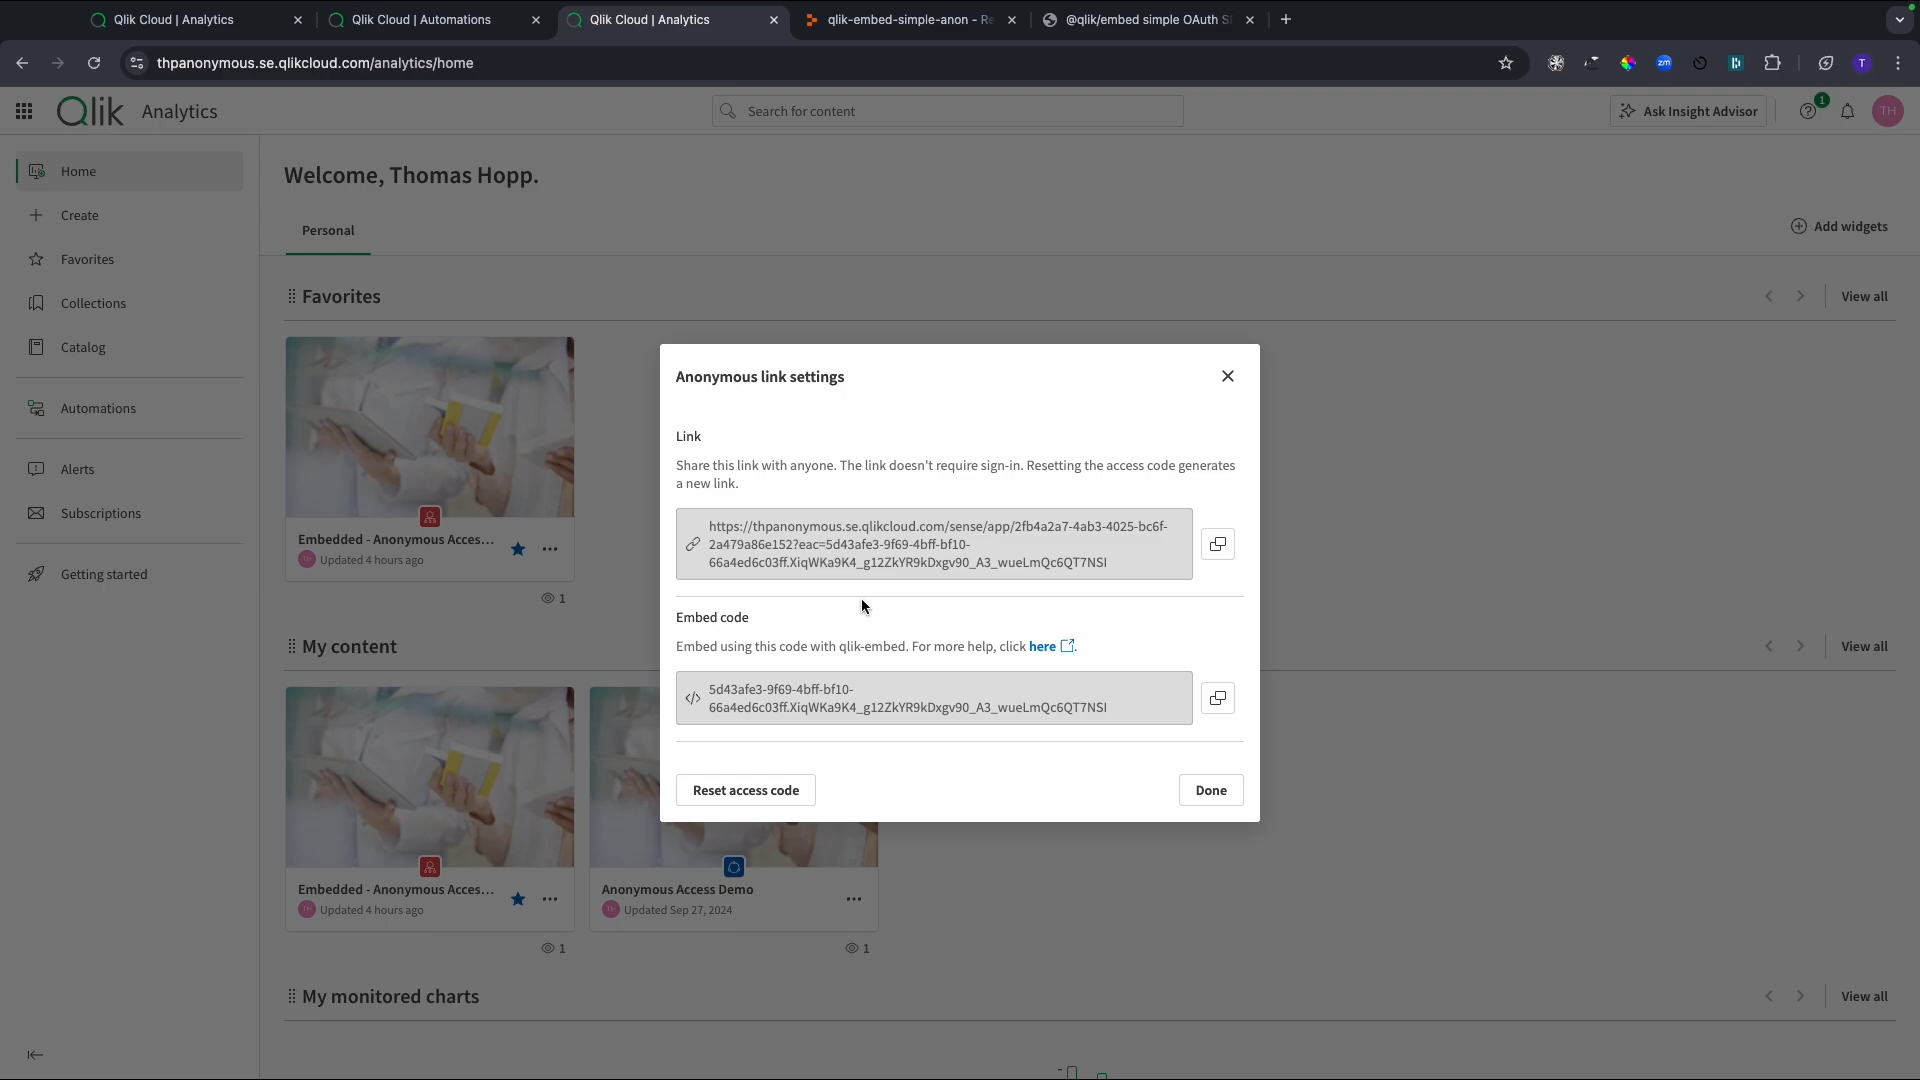 Qlik Cloud | Analytics
Qlik Cloud | Automations
Qlik Cloud | Analytics
qlik-embed-simple-anon - Re
@qlik/embed simple OAuth S
thpanonymous.se.qlikcloud.com/analytics/home
zm
T
Qlik Analytics
Search for content
Ask Insight Advisor
1
TH
Home
Create
Favorites
Collections
Catalog
Automations
Alerts
Subscriptions
Getting started
Welcome, Thomas Hopp.
Personal
Add widgets
Favorites
View all
Embedded - Anonymous Acces...
Updated 4 hours ago
1
My content
View all
Embedded - Anonymous Acces...
Updated 4 hours ago
1
Anonymous Access Demo
Updated Sep 27, 2024
1
My monitored charts
View all
Anonymous link settings
Link
Share this link with anyone. The link doesn't require sign-in. Resetting the access code generates
a new link.
https://thpanonymous.se.qlikcloud.com/sense/app/2fb4a2a7-4ab3-4025-bc6f-
2a479a86e152?eac=5d43afe3-9f69-4bff-bf10-
66a4ed6c03ff.XiqWKa9K4_g12ZkYR9kDxgv90_A3_wueLmQc6QT7NSI
Embed code
Embed using this code with qlik-embed. For more help, click here.
5d43afe3-9f69-4bff-bf10-
66a4ed6c03ff.XiqWKa9K4_g12ZkYR9kDxgv90_A3_wueLmQc6QT7NSI
Reset access code
Done